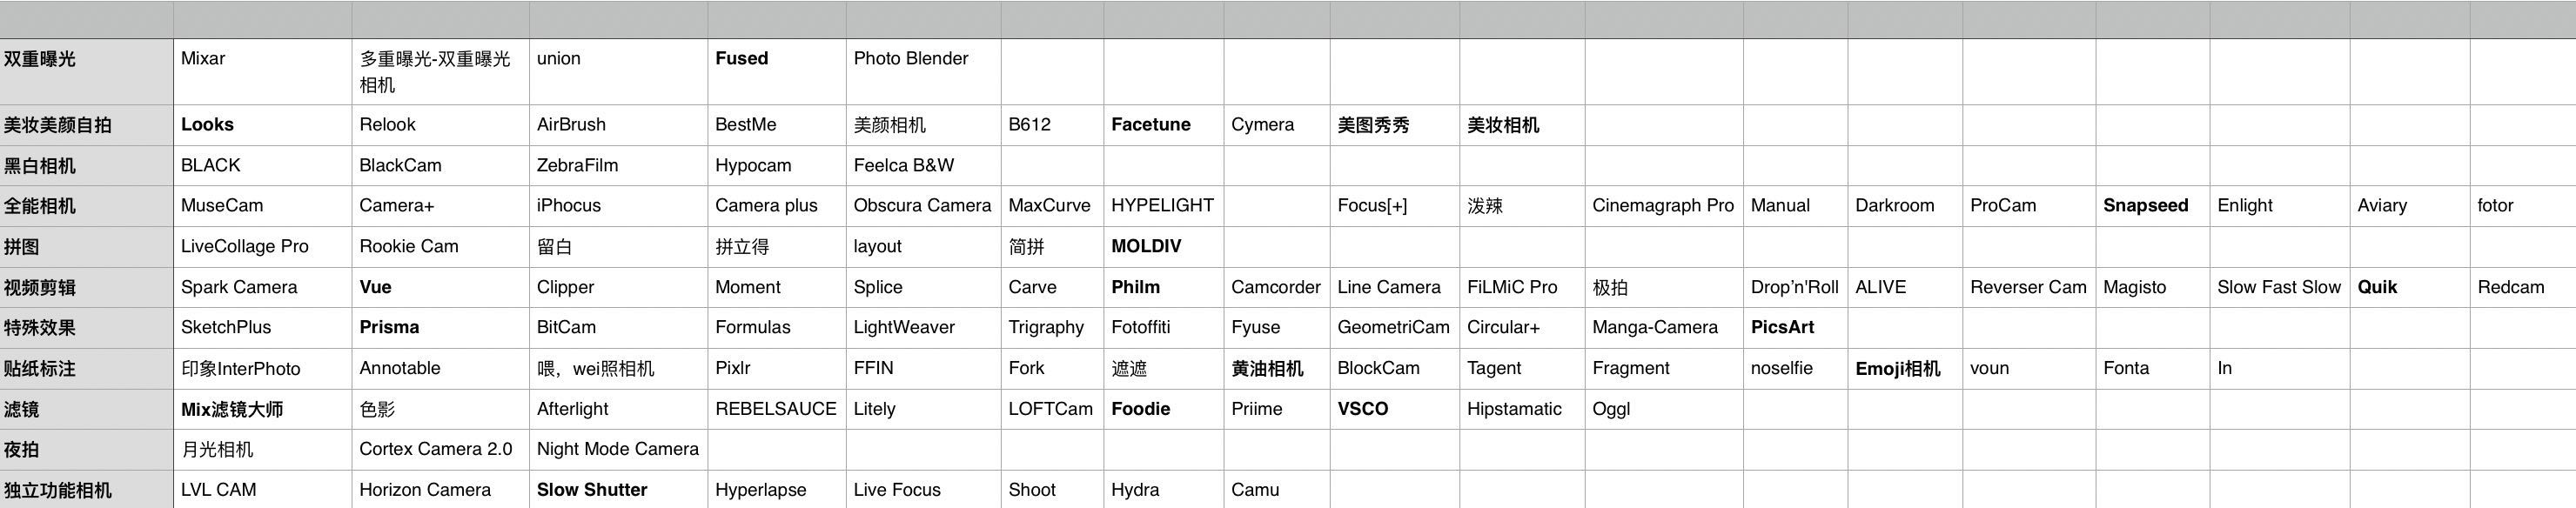 双重曝光 Mixar 多重曝光-双重曝光 union Fused Photo Blender
相机
美妆美颜自拍 Looks Relook AirBrush BestMe 美颜相机 B612 Facetune Cymera 美图秀秀 美妆相机
黑白相机 BLACK BlackCam ZebraFilm Hypocam Feelca B&W
全能相机 MuseCam Camera+ iPhocus Camera plus Obscura Camera MaxCurve HYPELIGHT Focus[+] 泼辣 Cinemagraph Pro Manual Darkroom ProCam Snapseed Enlight Aviary fotor
拼图 LiveCollage Pro Rookie Cam 留白 拼立得 layout 简拼 MOLDIV
视频剪辑 Spark Camera Vue Clipper Moment Splice Carve Philm Camcorder Line Camera FiLMiC Pro 极拍 Drop'n'Roll ALIVE Reverser Cam Magisto Slow Fast Slow Quik Redcam
特殊效果 SketchPlus Prisma BitCam Formulas LightWeaver Trigraphy Fotoffiti Fyuse GeometriCam Circular+ Manga-Camera PicsArt
贴纸标注 印象InterPhoto Annotable 喂，wei照相机 Pixlr FFIN Fork 遮遮 黄油相机 BlockCam Tagent Fragment noselfie Emoji相机 voun Fonta In
滤镜 Mix滤镜大师 色影 Afterlight REBELSAUCE Litely LOFTCam Foodie Priime VSCO Hipstamatic Oggl
夜拍 月光相机 Cortex Camera 2.0 Night Mode Camera
独立功能相机 LVL CAM Horizon Camera Slow Shutter Hyperlapse Live Focus Shoot Hydra Camu